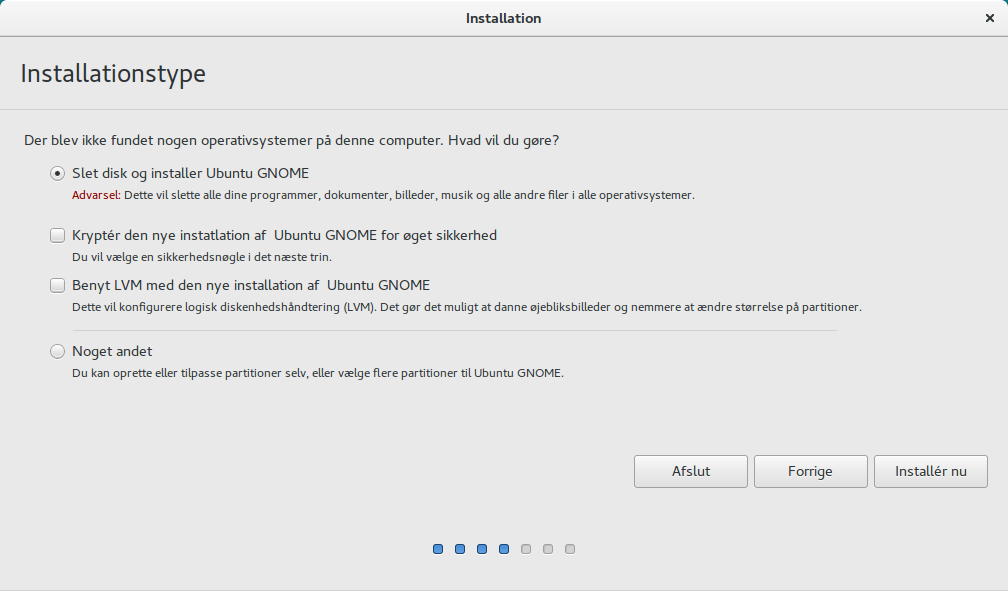 Installation
Installationstype
Der blev ikke fundet nogen operativsystemer på denne computer. Hvad vil du gøre?
Slet disk og installer Ubuntu GNOME
Advarsel: Dette vil slette alle dine programmer, dokumenter, billeder, musik og alle andre filer i alle operativsystemer.
Kryptér den nye instatlation af  Ubuntu GNOME for øget sikkerhed
Du vil vælge en sikkerhedsnøgle i det næste trin.
Benyt LVM med den nye installation af  Ubuntu GNOME
Dette vil konfigurere logisk diskenhedshåndtering (LVM). Det gør det muligt at danne øjebliksbilleder og nemmere at ændre størrelse på partitioner.
Noget andet
Du kan oprette eller tilpasse partitioner selv, eller vælge flere partitioner til Ubuntu GNOME.
Afslut
Forrige
Installér nu